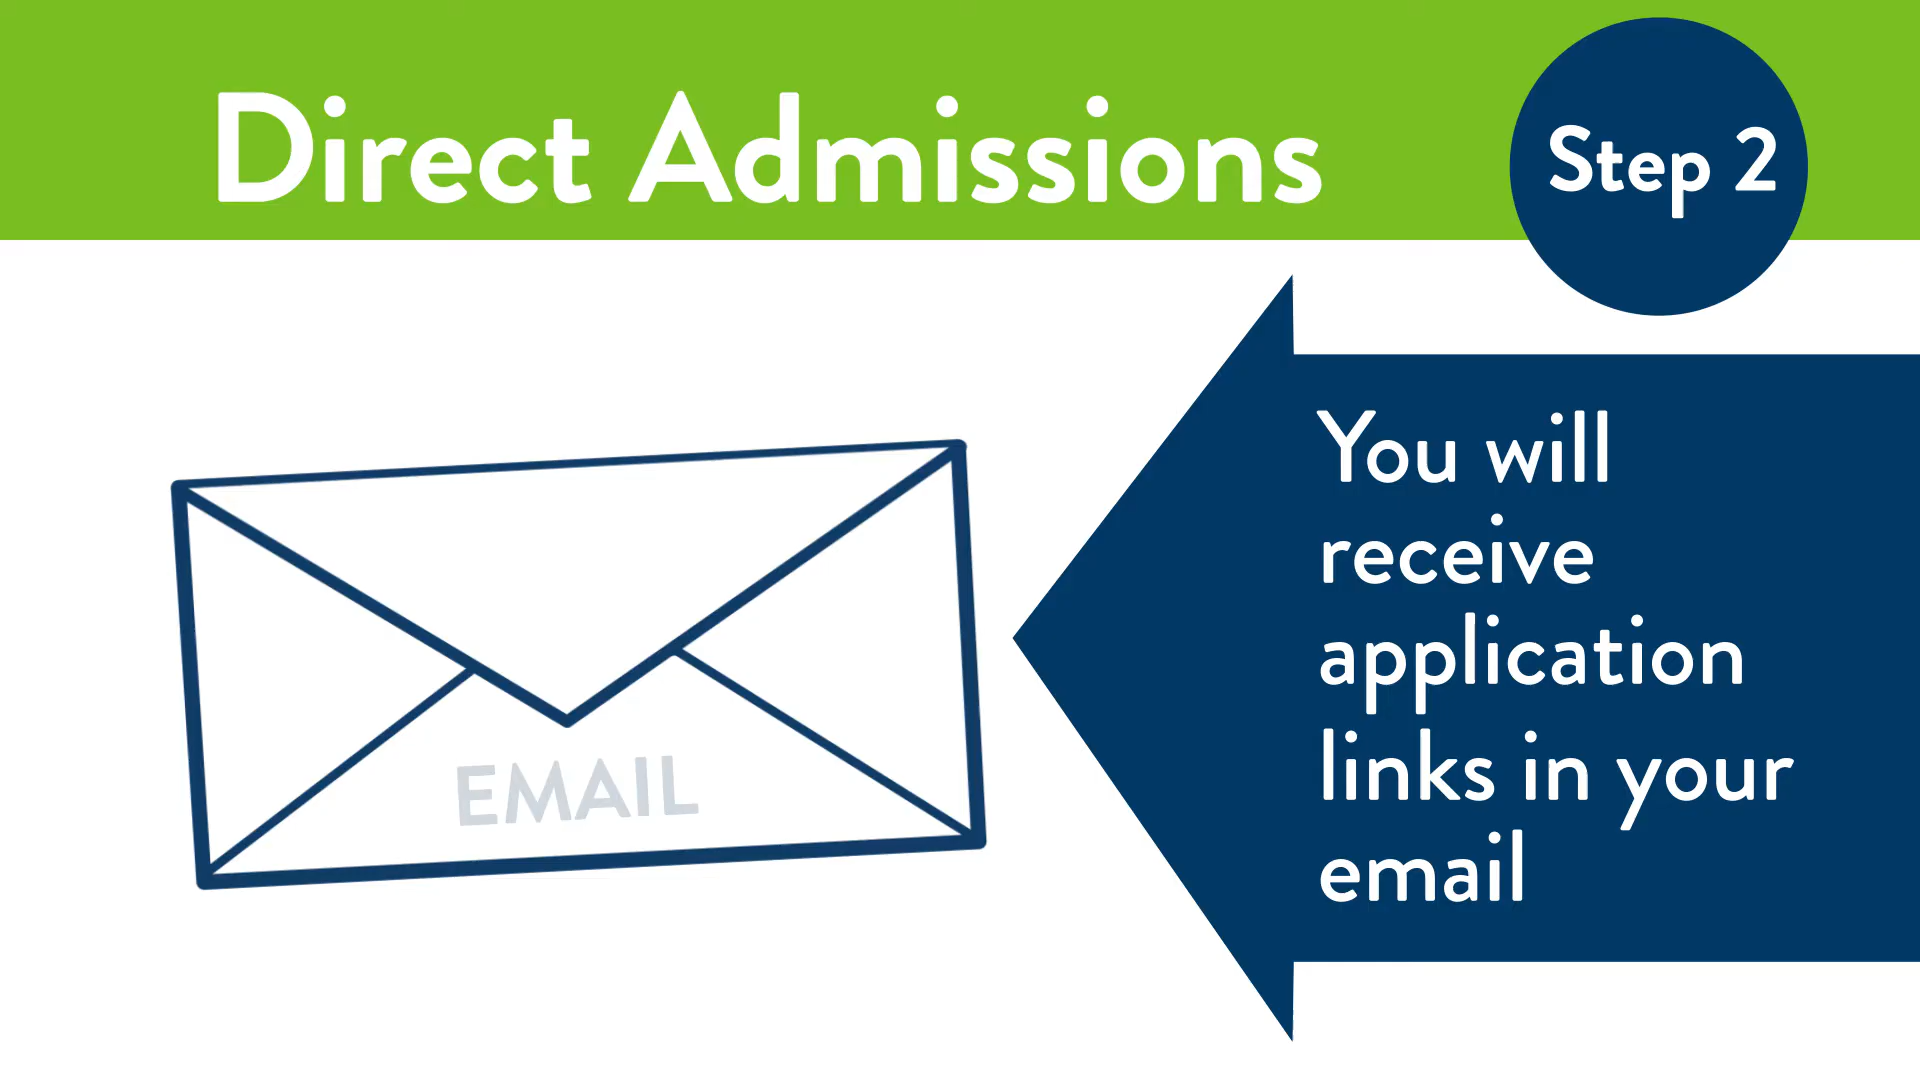 Direct Admissions
Step 2
You will
receive
application
links in your
email
EMAIL